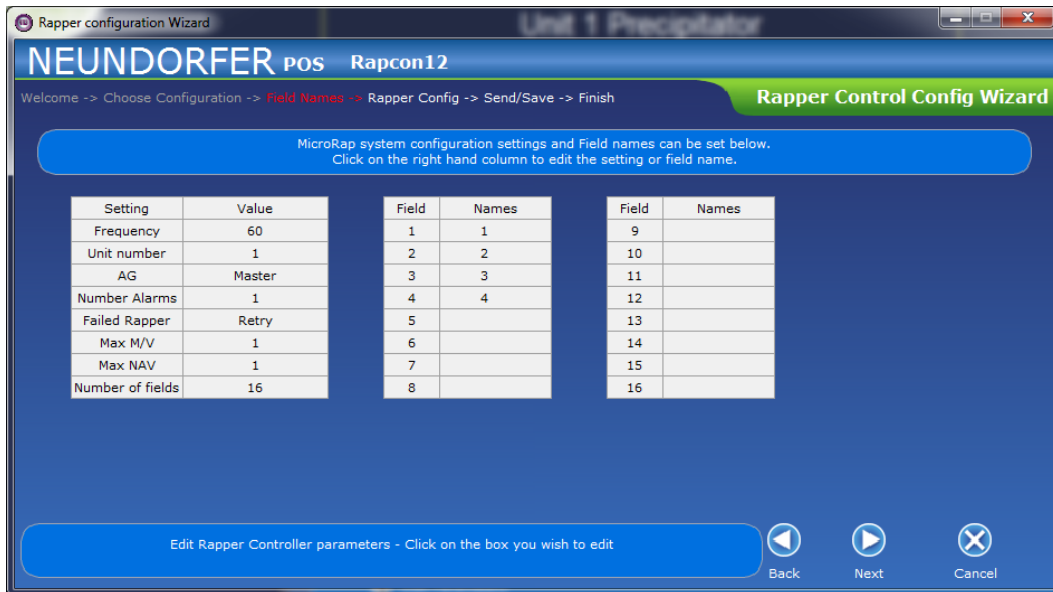 Rapper configuration Wizard
Unit 1 Precipitator
NEUNDORFER POS Rapcon12
Welcome -> Choose Configuration -> Field Names -> Rapper Config -> Send/Save -> Finish
Rapper Control Config Wizard
MicroRap system configuration settings and Field names can be set below.
Click on the right hand column to edit the setting or field name.
Setting Value
Frequency 60
Unit number 1
AG Master
Number Alarms 1
Failed Rapper Retry
Max M/V 1
Max NAV 1
Number of fields 16
Field Names
1 1
2 2
3 3
4 4
5
6
7
8
Field Names
9
10
11
12
13
14
15
16
Edit Rapper Controller parameters - Click on the box you wish to edit
Back
Next
Cancel